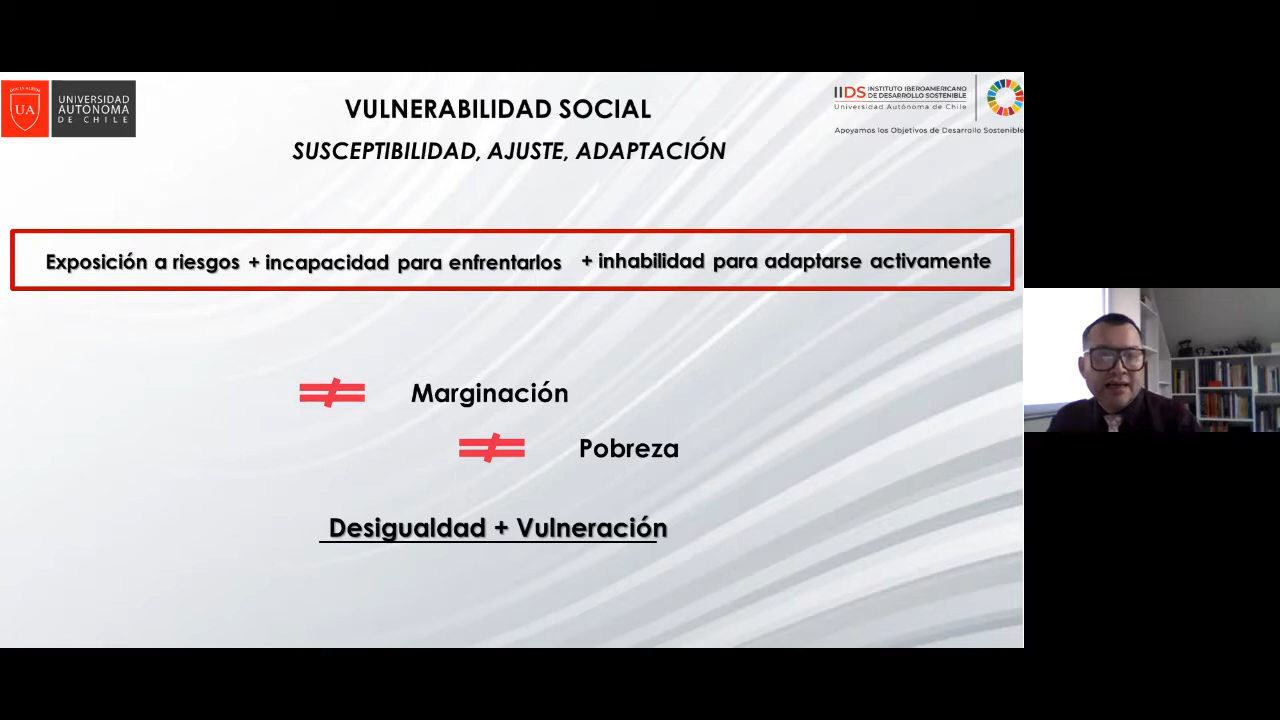 UA
UNIVERSIDAD
AUTÓNOMA
DE CHILE
VULNERABILIDAD SOCIAL
SUSCEPTIBILIDAD, AJUSTE, ADAPTACIÓN
IIDS INSTITUTO IBEROAMERICANO
DE DESARROLLO SOSTENIBLE
Universidad Autónoma de Chile
Apoyamos los Objetivos de Desarrollo Sostenible
Exposición a riesgos + incapacidad para enfrentarlos + inhabilidad para adaptarse activamente
Marginación
Pobreza
Desigualdad + Vulneración